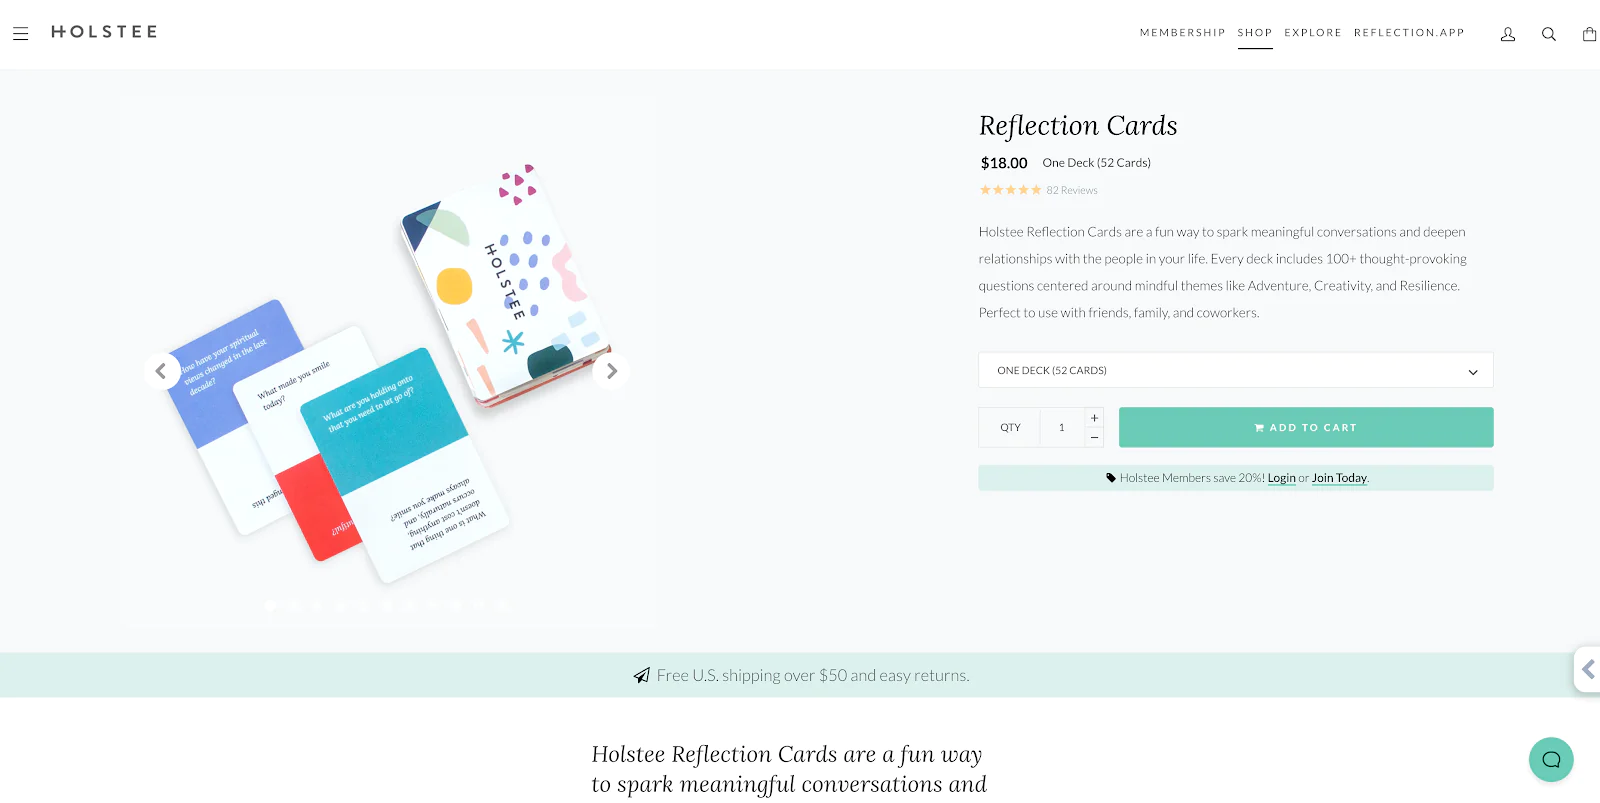 HOLSTEE
MEMBERSHIP SHOP EXPLORE REFLECTION.APP
Reflection Cards
$18.00 One Deck (52 Cards)
82 Reviews
Holstee Reflection Cards are a fun way to spark meaningful conversations and deepen
relationships with the people in your life. Every deck includes 100+ thought-provoking
questions centered around mindful themes like Adventure, Creativity, and Resilience.
Perfect to use with friends, family, and coworkers.
ONE DECK (52 CARDS)
QTY 1 + −
ADD TO CART
Holstee Members save 20%! Login or Join Today.
HOLSTEE
How have your spiritual
views changed in the last
decade?
What made you smile
today?
What are you holding onto
that you need to let go of?
What is one thing that
doesn't cost anything,
occurs naturally, and
always make you smile?
this
Free U.S. shipping over $50 and easy returns.
Holstee Reflection Cards are a fun way
to spark meaningful conversations and